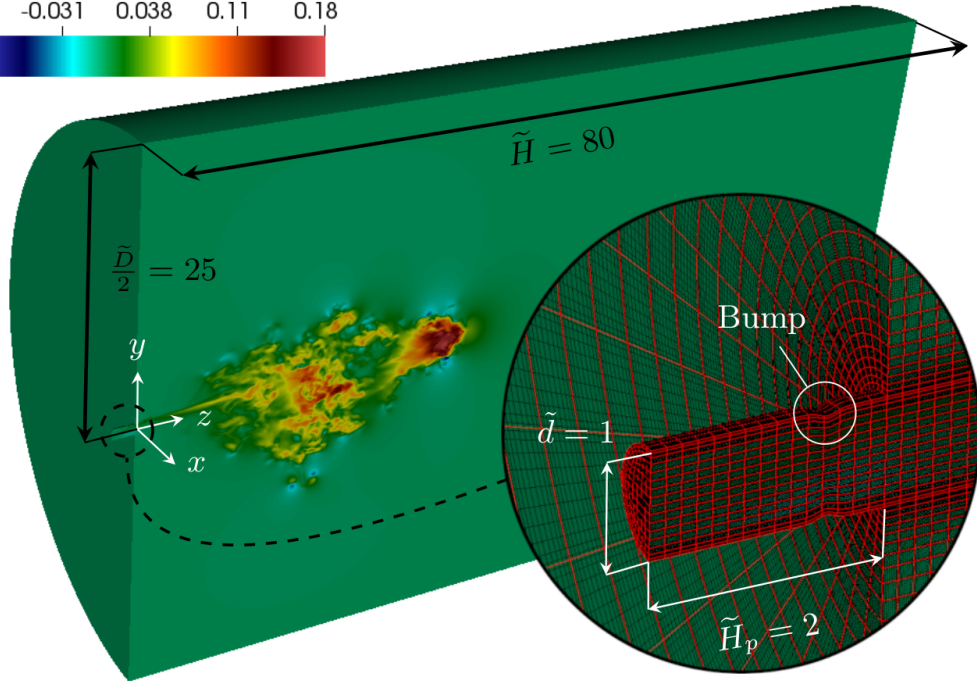 -0.031 0.038 0.11 0.18
H̃ = 80
D̃/2 = 25
Bump
y
d̃ = 1
z
x
H̃ₚ = 2